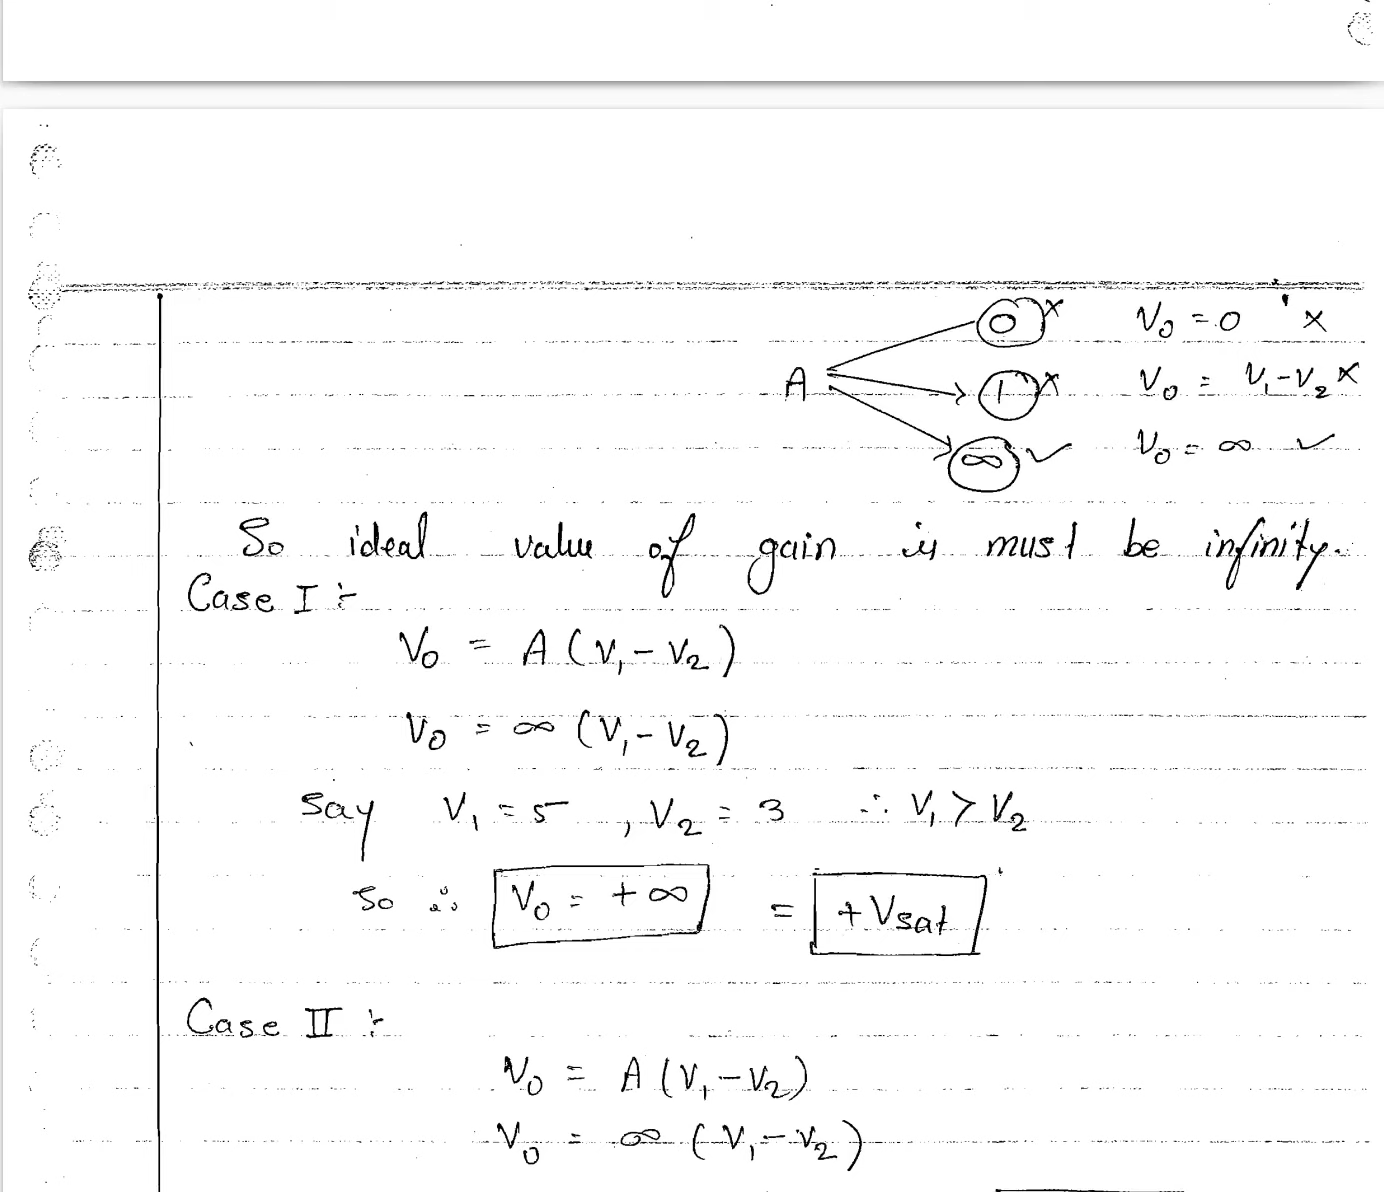 0 x V0 = 0 x
A 1 x V0 = V1-V2 x
∞ ✓ V0 = ∞ ✓
So ideal value of gain is must be infinity.
Case I :-
V0 = A (V1 - V2)
V0 = ∞ (V1 - V2)
Say V1 = 5 , V2 = 3 ∴ V1 > V2
So ∴ V0 = +∞ = +Vsat
Case II :-
V0 = A (V1 - V2)
V0 = ∞ (V1 - V2)